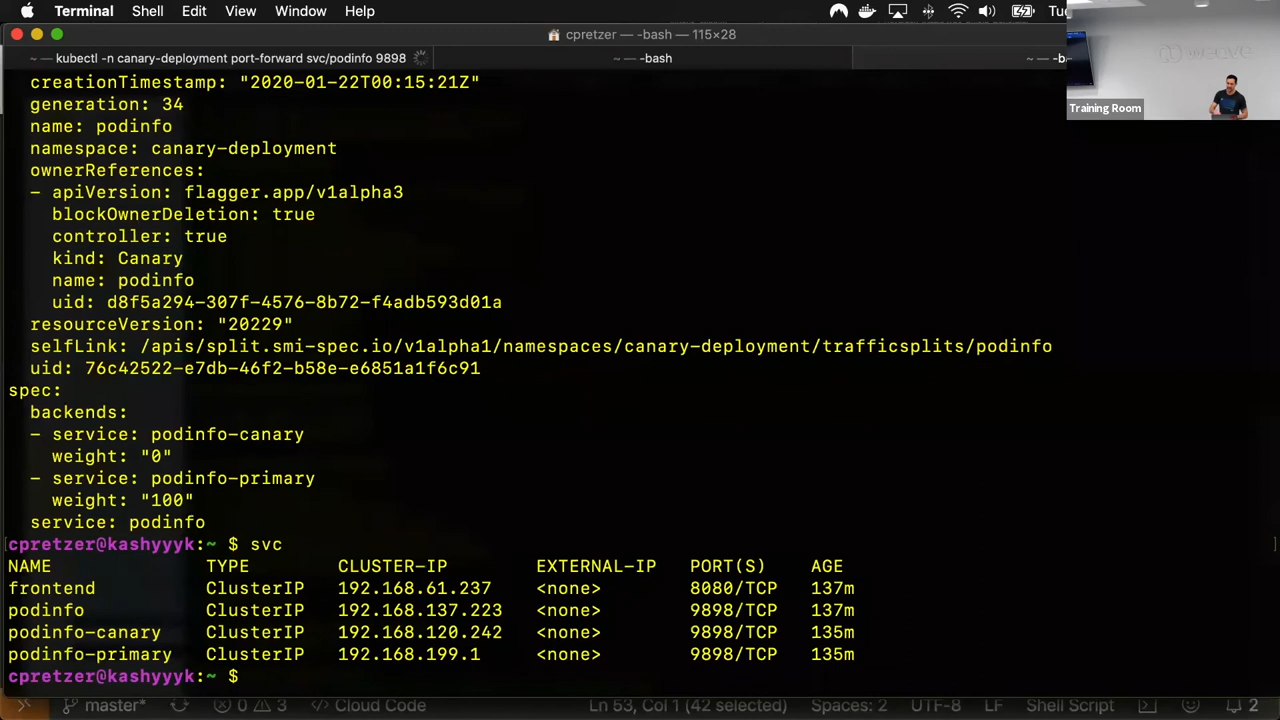 Terminal Shell Edit View Window Help Tu
cpretzer — -bash — 115×28
~ — kubectl -n canary-deployment port-forward svc/podinfo 9898
~ — -bash
~ — -b
creationTimestamp: "2020-01-22T00:15:21Z"
generation: 34
name: podinfo
namespace: canary-deployment
ownerReferences:
- apiVersion: flagger.app/v1alpha3
blockOwnerDeletion: true
controller: true
kind: Canary
name: podinfo
uid: d8f5a294-307f-4576-8b72-f4adb593d01a
resourceVersion: "20229"
selfLink: /apis/split.smi-spec.io/v1alpha1/namespaces/canary-deployment/trafficsplits/podinfo
uid: 76c42522-e7db-46f2-b58e-e6851a1f6c91
spec:
backends:
- service: podinfo-canary
weight: "0"
- service: podinfo-primary
weight: "100"
service: podinfo
cpretzer@kashyyyk:~ $ svc
NAME TYPE CLUSTER-IP EXTERNAL-IP PORT(S) AGE
frontend ClusterIP 192.168.61.237 <none> 8080/TCP 137m
podinfo ClusterIP 192.168.137.223 <none> 9898/TCP 137m
podinfo-canary ClusterIP 192.168.120.242 <none> 9898/TCP 135m
podinfo-primary ClusterIP 192.168.199.1 <none> 9898/TCP 135m
cpretzer@kashyyyk:~ $
master* 0 3 Cloud Code Ln 53, Col 1 (42 selected) Spaces: 2 UTF-8 LF Shell Script 2
weave
Training Room